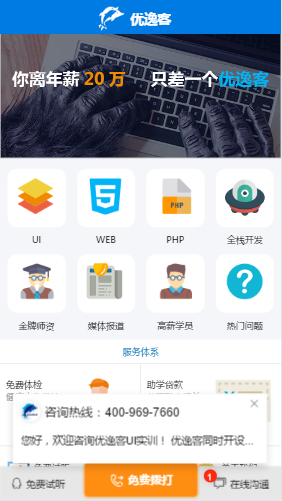 优逸客
你离年薪 20 万 只差一个优逸客
UI
WEB
PHP
PHP
全栈开发
金牌师资
媒体报道
高薪学员
热门问题
服务体系
免费体检
助学贷款
咨询热线：400-969-7660
您好，欢迎咨询优逸客UI实训！ 优逸客同时开设...
免费试听
免费拨打
1
在线沟通